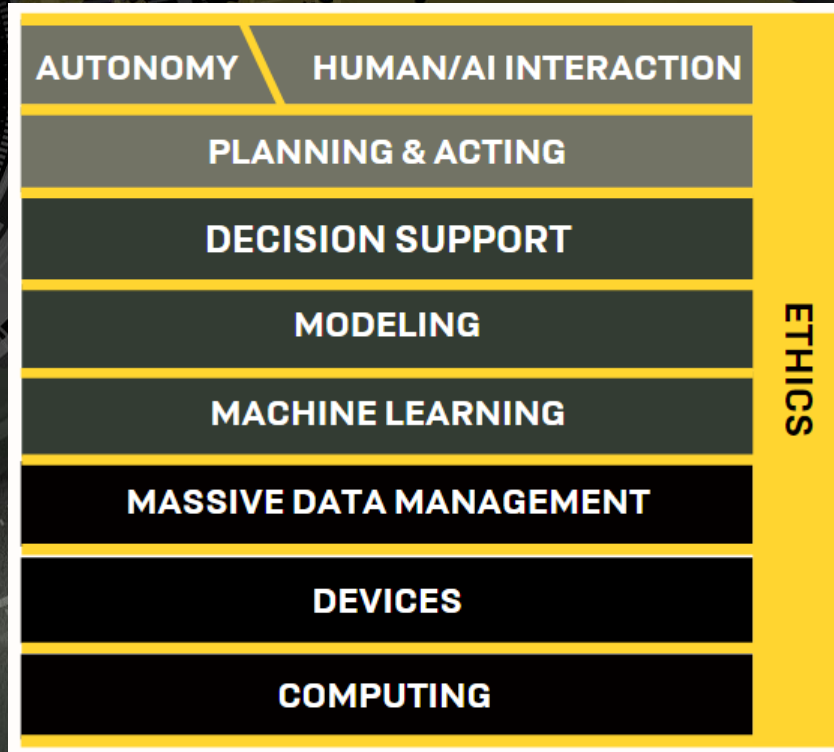 AUTONOMY
HUMAN/AI INTERACTION
PLANNING & ACTING
DECISION SUPPORT
MODELING
MACHINE LEARNING
MASSIVE DATA MANAGEMENT
DEVICES
COMPUTING
ETHICS